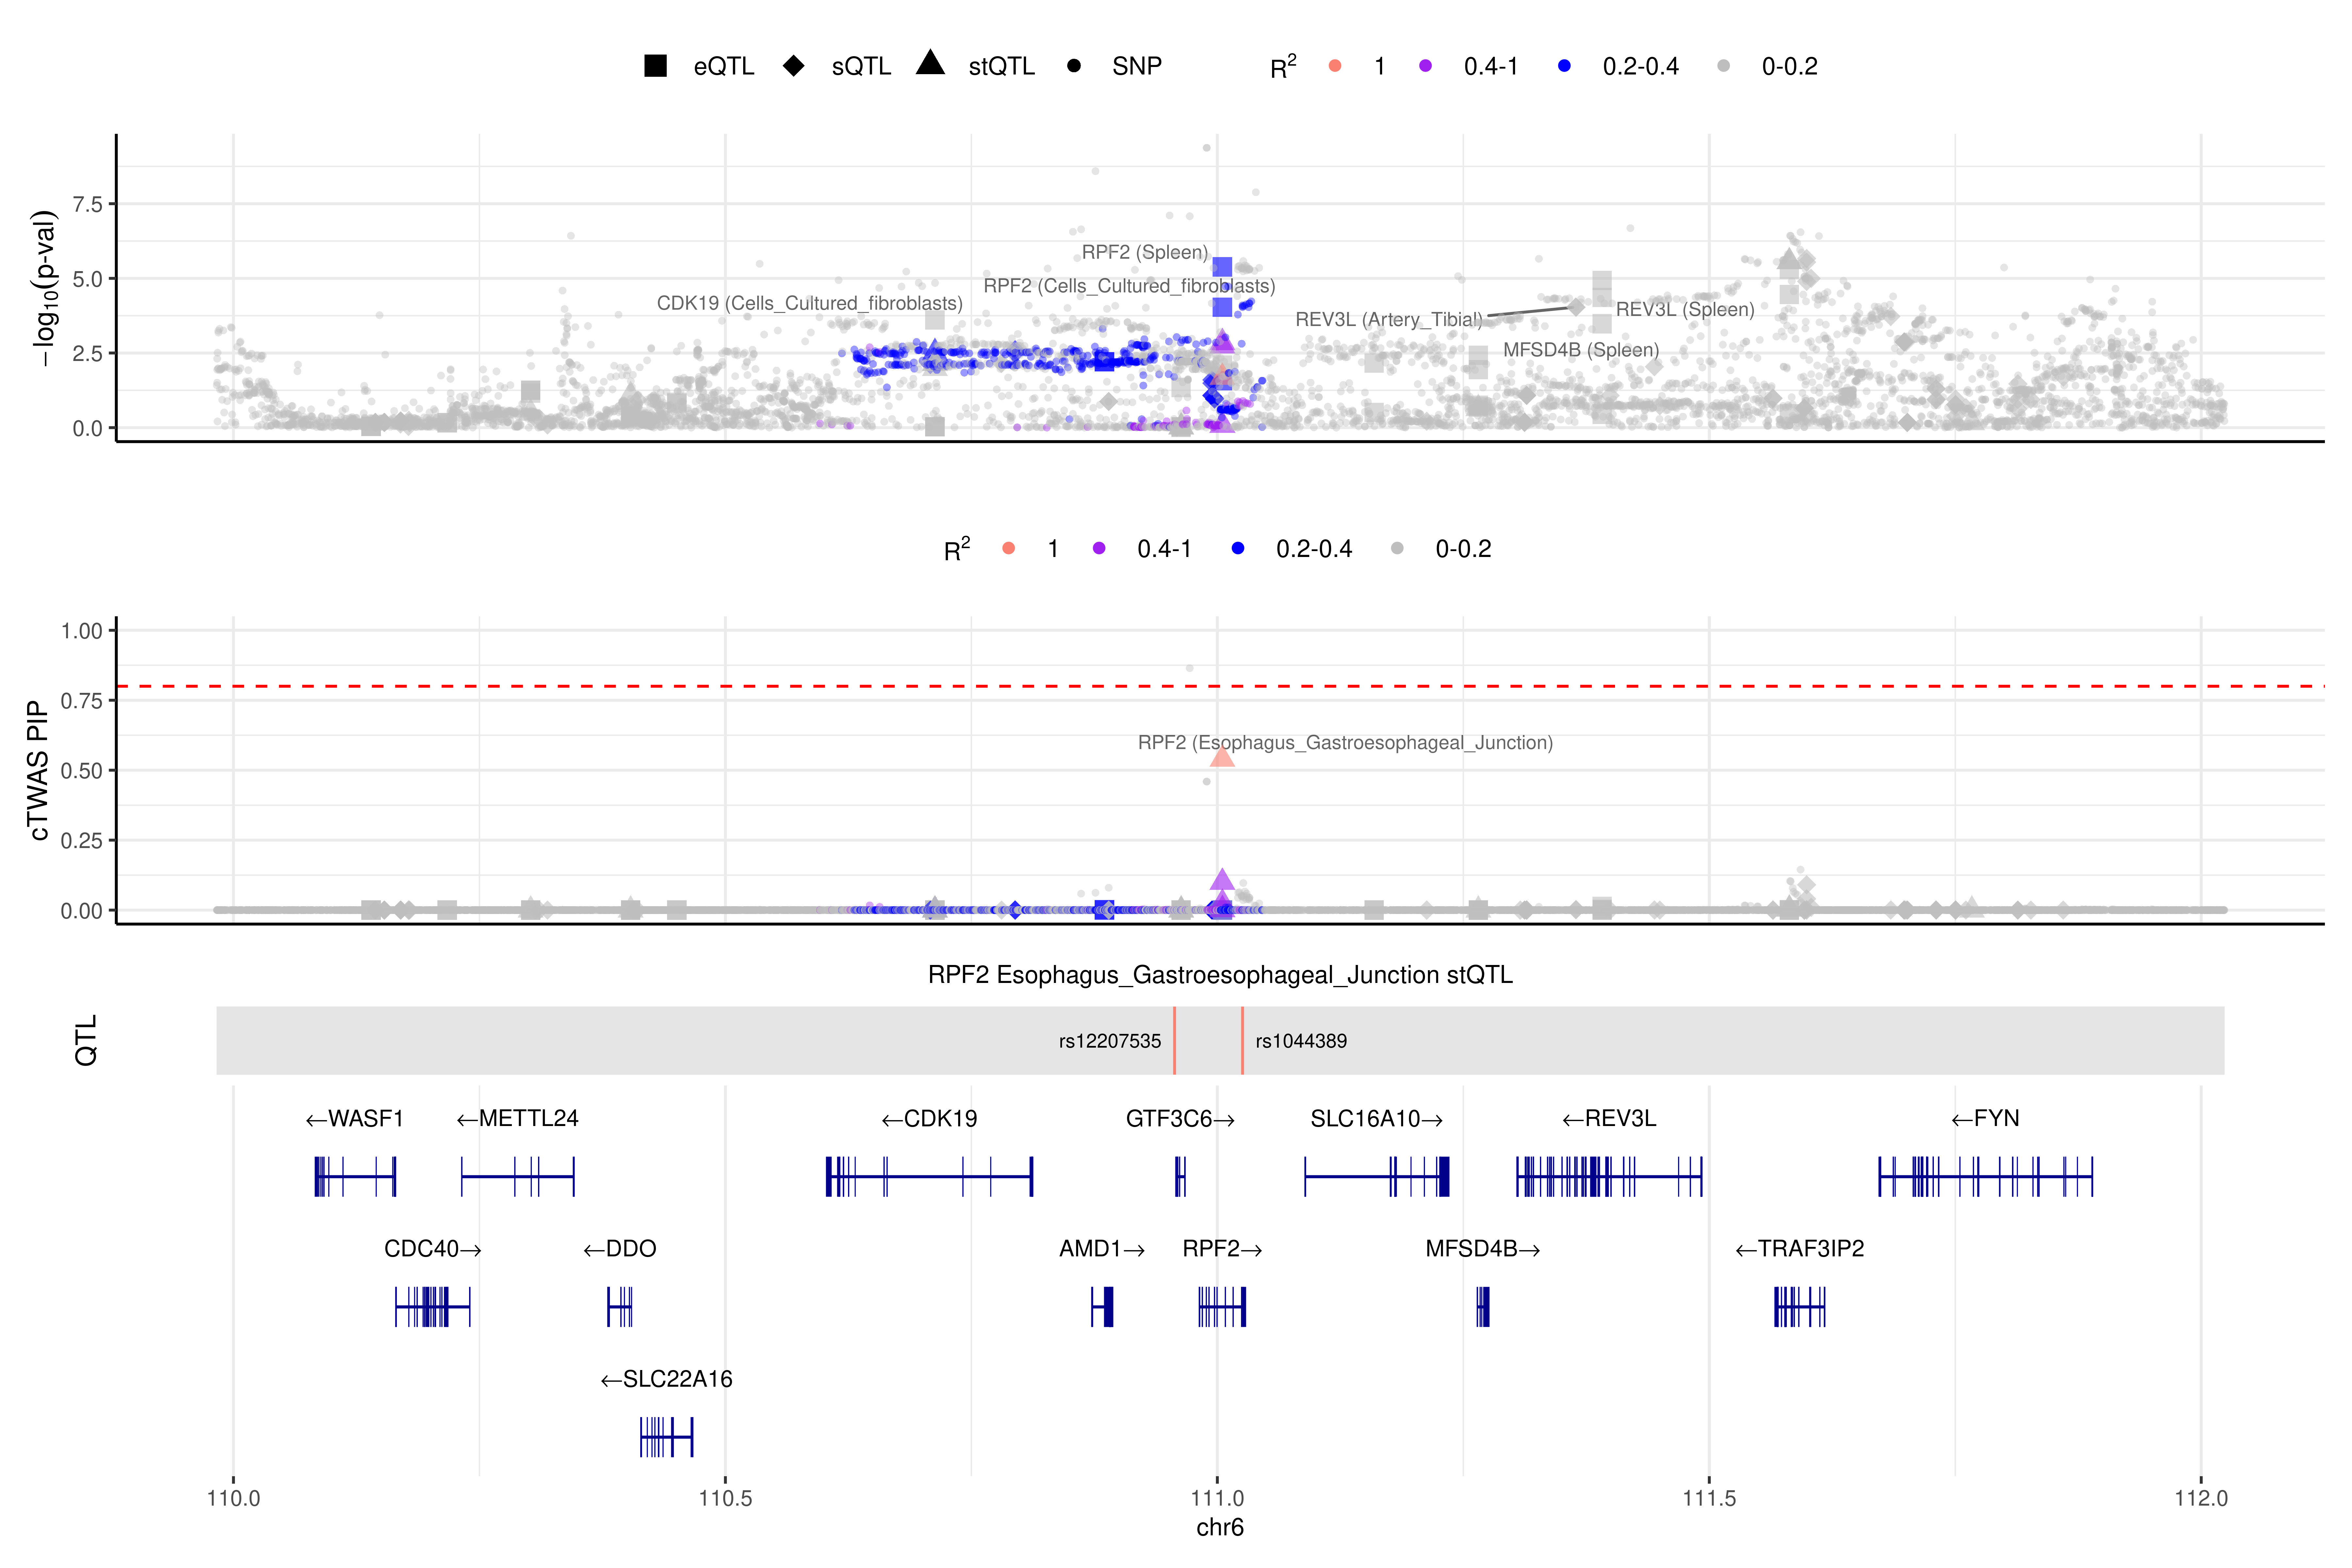 eQTL sQTL stQTL SNP R2 1 0.4-1 0.2-0.4 0-0.2
−log10(p-val)
7.5
5.0
2.5
0.0
RPF2 (Spleen)
RPF2 (Cells_Cultured_fibroblasts)
CDK19 (Cells_Cultured_fibroblasts)
REV3L (Artery_Tibial)
REV3L (Spleen)
MFSD4B (Spleen)
R2 1 0.4-1 0.2-0.4 0-0.2
cTWAS PIP
1.00
0.75
0.50
0.25
0.00
RPF2 (Esophagus_Gastroesophageal_Junction)
RPF2 Esophagus_Gastroesophageal_Junction stQTL
QTL
rs12207535 rs1044389
←WASF1 ←METTL24 ←CDK19 GTF3C6→ SLC16A10→ ←REV3L ←FYN
CDC40→ ←DDO AMD1→ RPF2→ MFSD4B→ ←TRAF3IP2
←SLC22A16
110.0 110.5 111.0 111.5 112.0
chr6